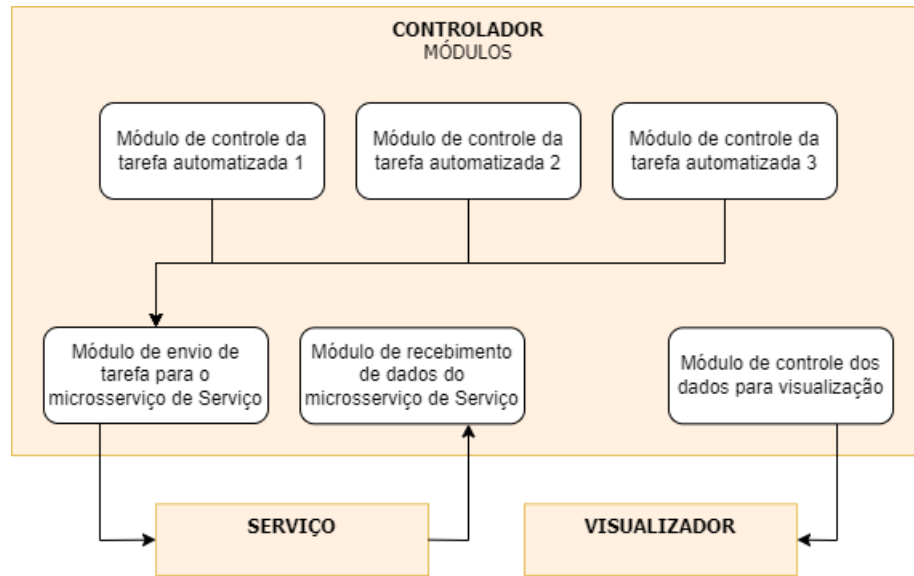 CONTROLADOR
MÓDULOS
Módulo de controle da
tarefa automatizada 1
Módulo de controle da
tarefa automatizada 2
Módulo de controle da
tarefa automatizada 3
Módulo de envio de
tarefa para o
microsserviço de Serviço
Módulo de recebimento
de dados do
microsserviço de Serviço
Módulo de controle dos
dados para visualização
SERVIÇO
VISUALIZADOR